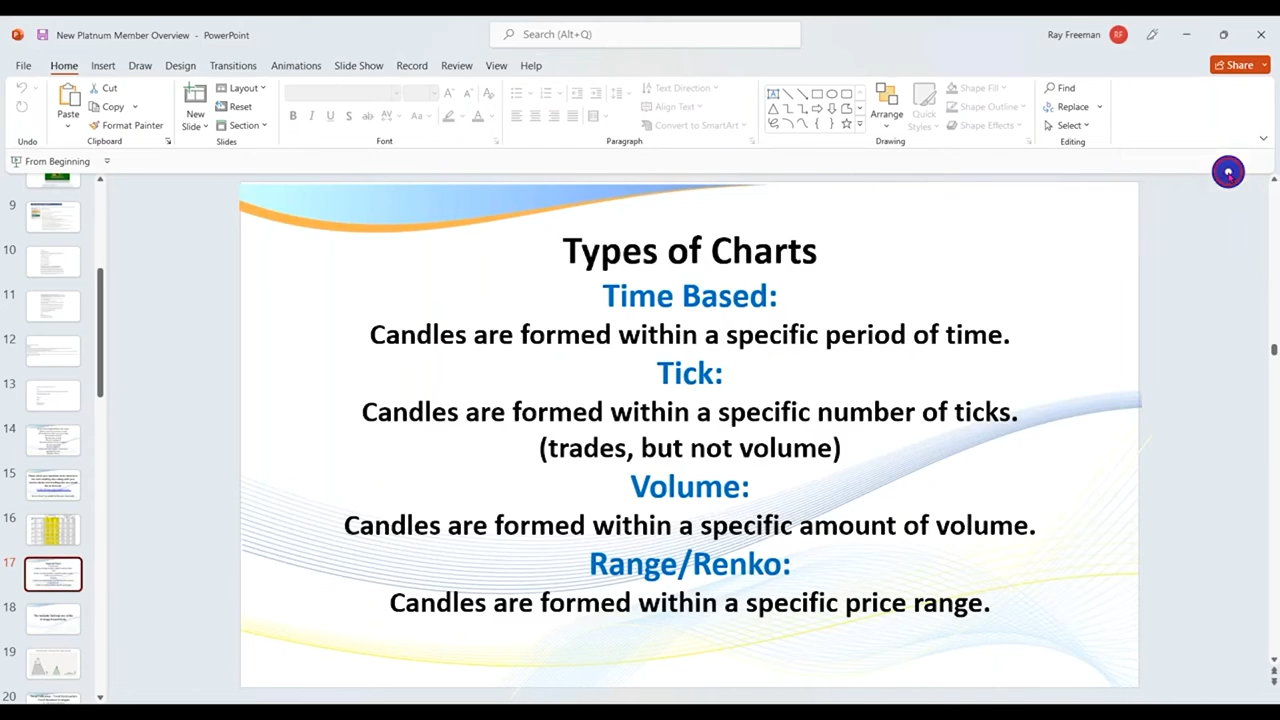 New Platnum Member Overview - PowerPoint
Search (Alt+Q)
Ray Freeman
RF
File Home Insert Draw Design Transitions Animations Slide Show Record Review View Help
Share
Paste
Cut
Copy
Format Painter
New Slide
Layout
Reset
Section
B I U S ab AV Aa A
Text Direction
Align Text
Convert to SmartArt
Arrange
Quick Styles
Shape Fill
Shape Outline
Shape Effects
Find
Replace
Select
Undo Clipboard Slides Font Paragraph Drawing Editing
From Beginning
9
10
11
12
13
14
15
16
17
18
19
20
Types of Charts
Time Based:
Candles are formed within a specific period of time.
Tick:
Candles are formed within a specific number of ticks.
(trades, but not volume)
Volume:
Candles are formed within a specific amount of volume.
Range/Renko:
Candles are formed within a specific price range.